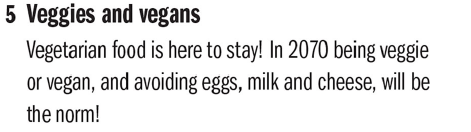 5 Veggies and vegans
Vegetarian food is here to stay! In 2070 being veggie
or vegan, and avoiding eggs, milk and cheese, will be
the norm!